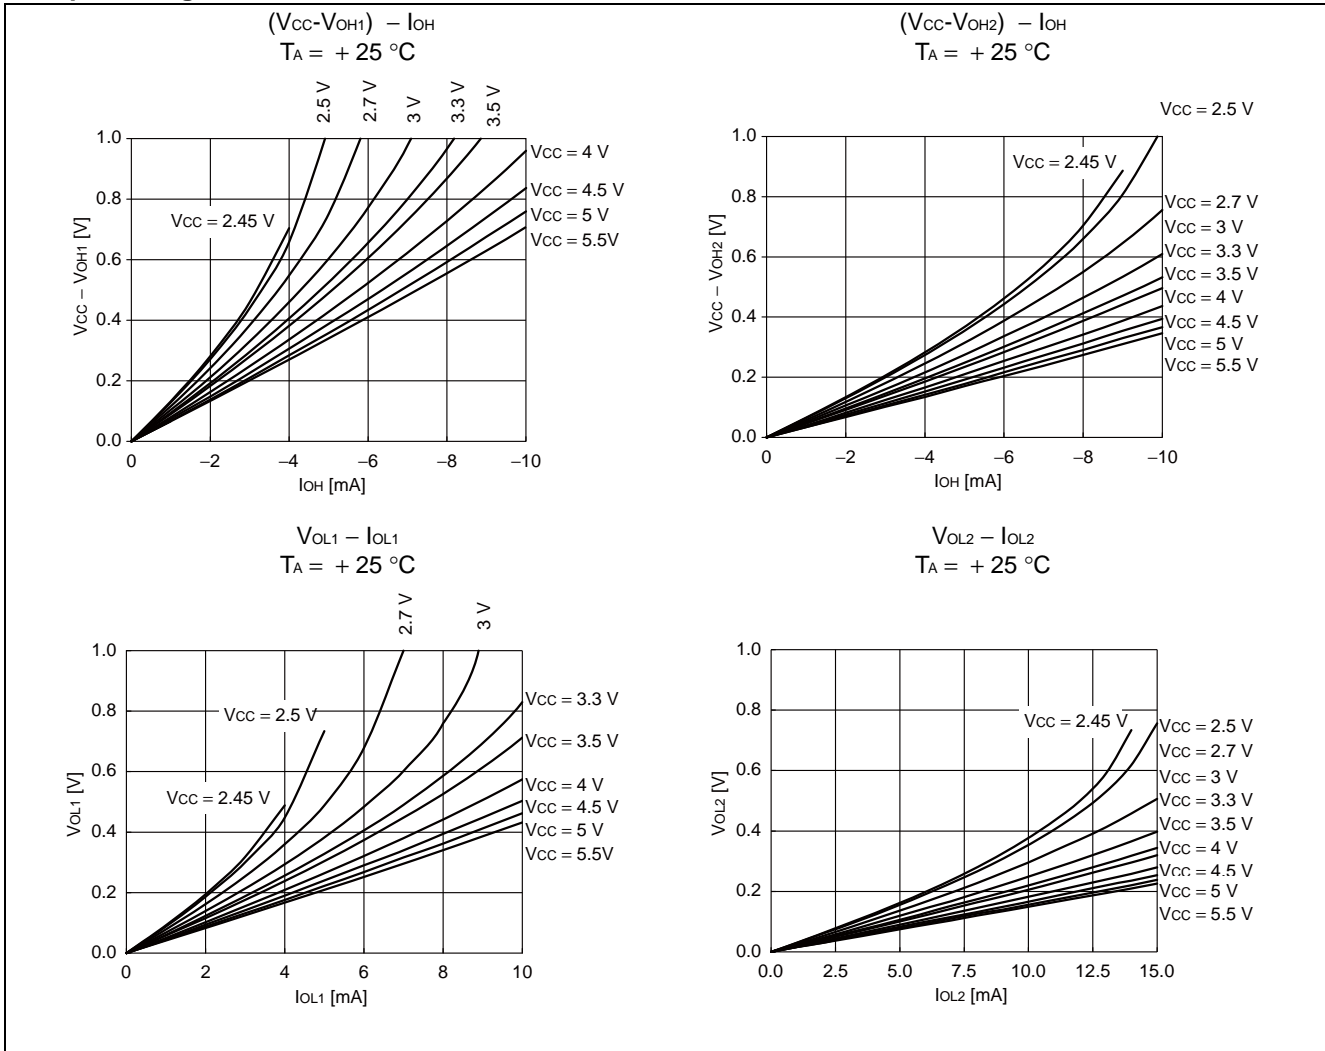 (VCC-VOH1) – IOH
TA = + 25 °C
2.5 V
2.7 V
3 V
3.3 V
3.5 V
1.0
0.8
0.6
0.4
0.2
0.0
VCC – VOH1 [V]
VCC = 2.45 V
VCC = 4 V
VCC = 4.5 V
VCC = 5 V
VCC = 5.5V
0 –2 –4 –6 –8 –10
IOH [mA]
(VCC-VOH2) – IOH
TA = + 25 °C
VCC = 2.5 V
1.0
0.8
0.6
0.4
0.2
0.0
VCC – VOH2 [V]
VCC = 2.45 V
VCC = 2.7 V
VCC = 3 V
VCC = 3.3 V
VCC = 3.5 V
VCC = 4 V
VCC = 4.5 V
VCC = 5 V
VCC = 5.5 V
0 –2 –4 –6 –8 –10
IOH [mA]
VOL1 – IOL1
TA = + 25 °C
2.7 V
3 V
1.0
0.8
0.6
0.4
0.2
0.0
VOL1 [V]
VCC = 2.5 V
VCC = 2.45 V
VCC = 3.3 V
VCC = 3.5 V
VCC = 4 V
VCC = 4.5 V
VCC = 5 V
VCC = 5.5V
0 2 4 6 8 10
IOL1 [mA]
VOL2 – IOL2
TA = + 25 °C
1.0
0.8
0.6
0.4
0.2
0.0
VOL2 [V]
VCC = 2.45 V
VCC = 2.5 V
VCC = 2.7 V
VCC = 3 V
VCC = 3.3 V
VCC = 3.5 V
VCC = 4 V
VCC = 4.5 V
VCC = 5 V
VCC = 5.5 V
0.0 2.5 5.0 7.5 10.0 12.5 15.0
IOL2 [mA]